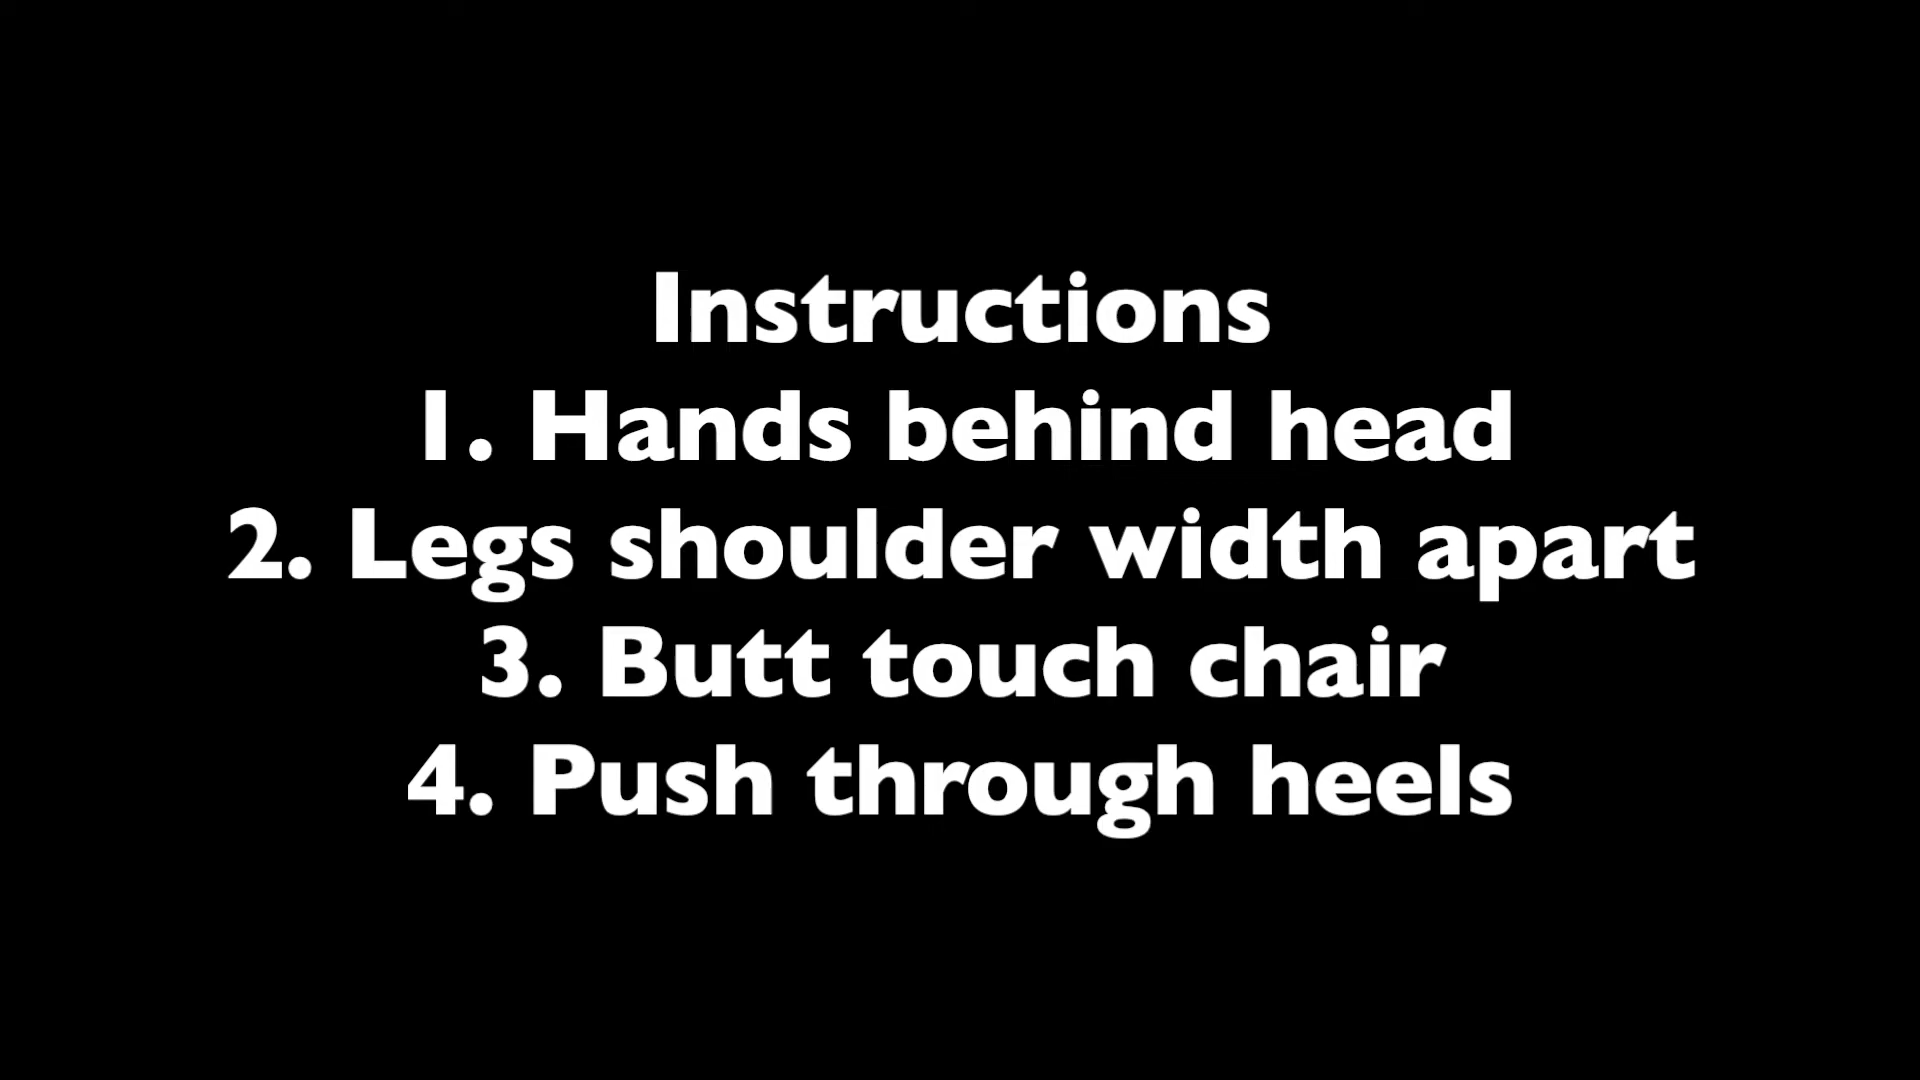 Instructions
1. Hands behind head
2. Legs shoulder width apart
3. Butt touch chair
4. Push through heels